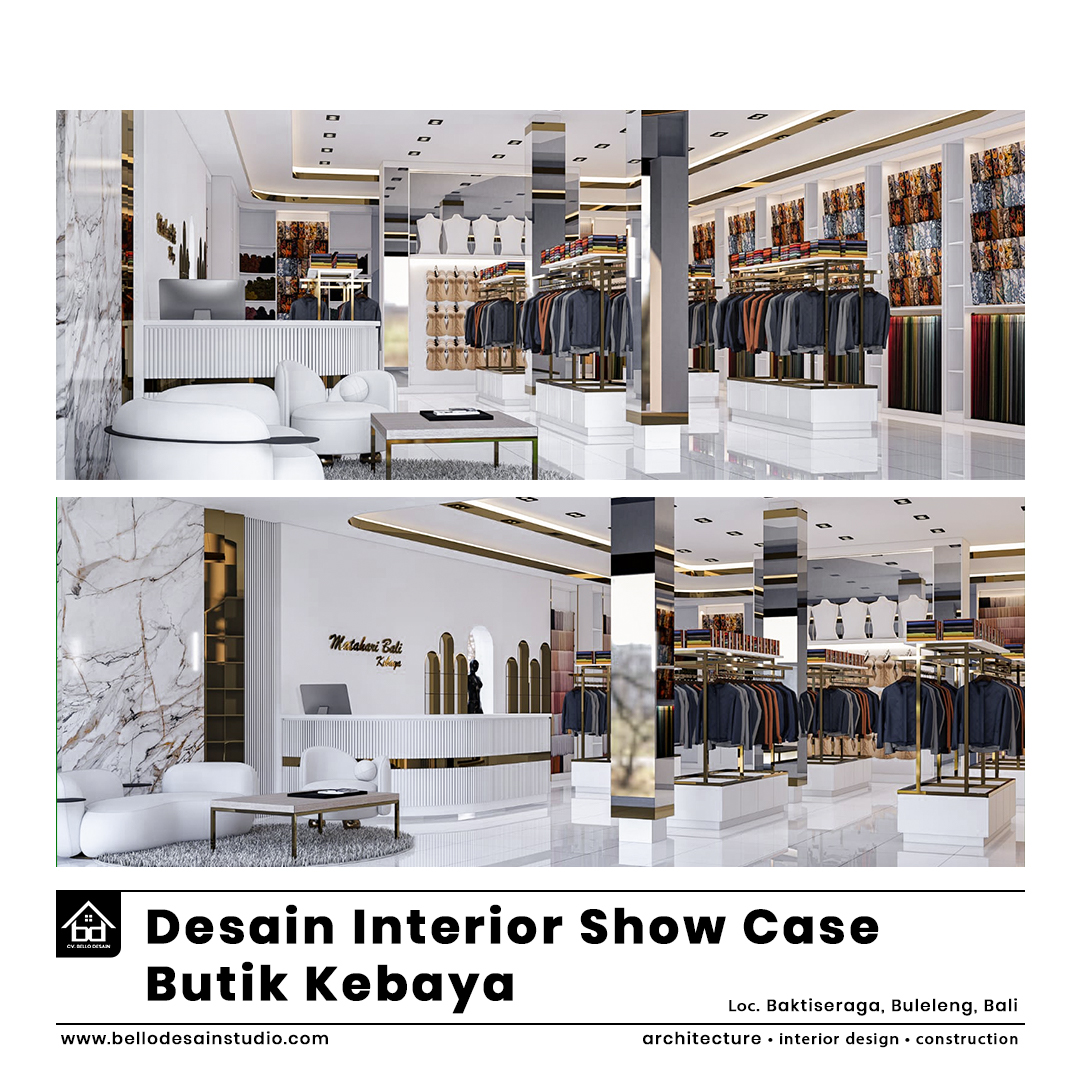 Matahari Bali
Kebaya
CV. BELLO DESAIN
Desain Interior Show Case
Butik Kebaya
Loc. Baktiseraga, Buleleng, Bali
www.bellodesainstudio.com
architecture • interior design • construction